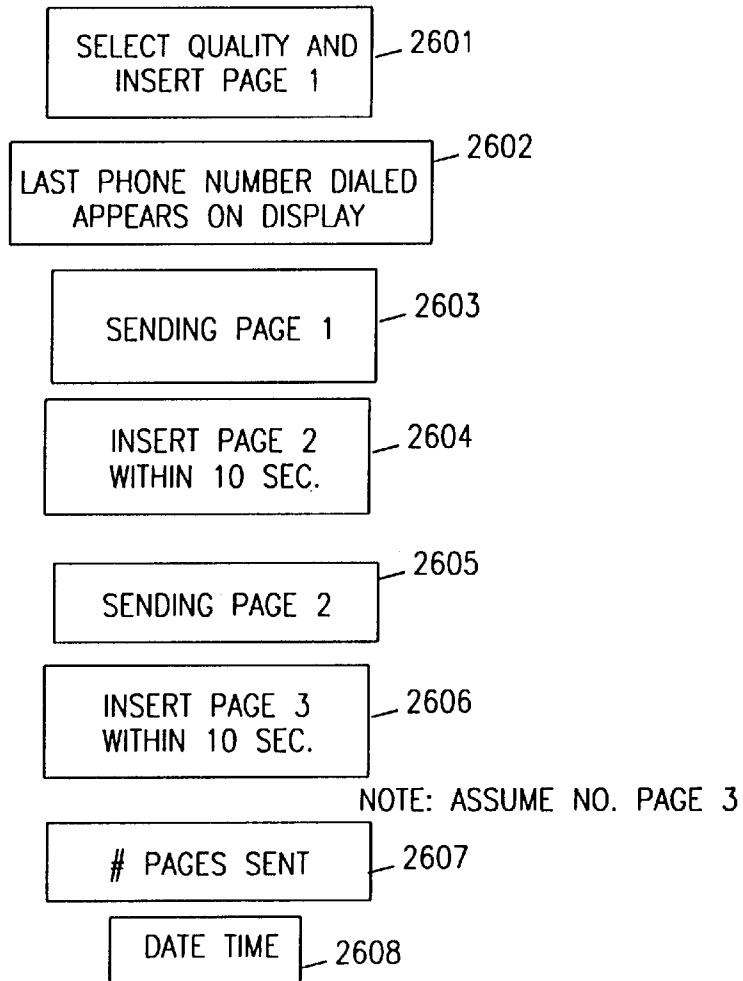 SELECT QUALITY AND
INSERT PAGE 1
2601
LAST PHONE NUMBER DIALED
APPEARS ON DISPLAY
2602
SENDING PAGE 1
2603
INSERT PAGE 2
WITHIN 10 SEC.
2604
SENDING PAGE 2
2605
INSERT PAGE 3
WITHIN 10 SEC.
2606
NOTE: ASSUME NO. PAGE 3
# PAGES SENT
2607
DATE TIME
2608